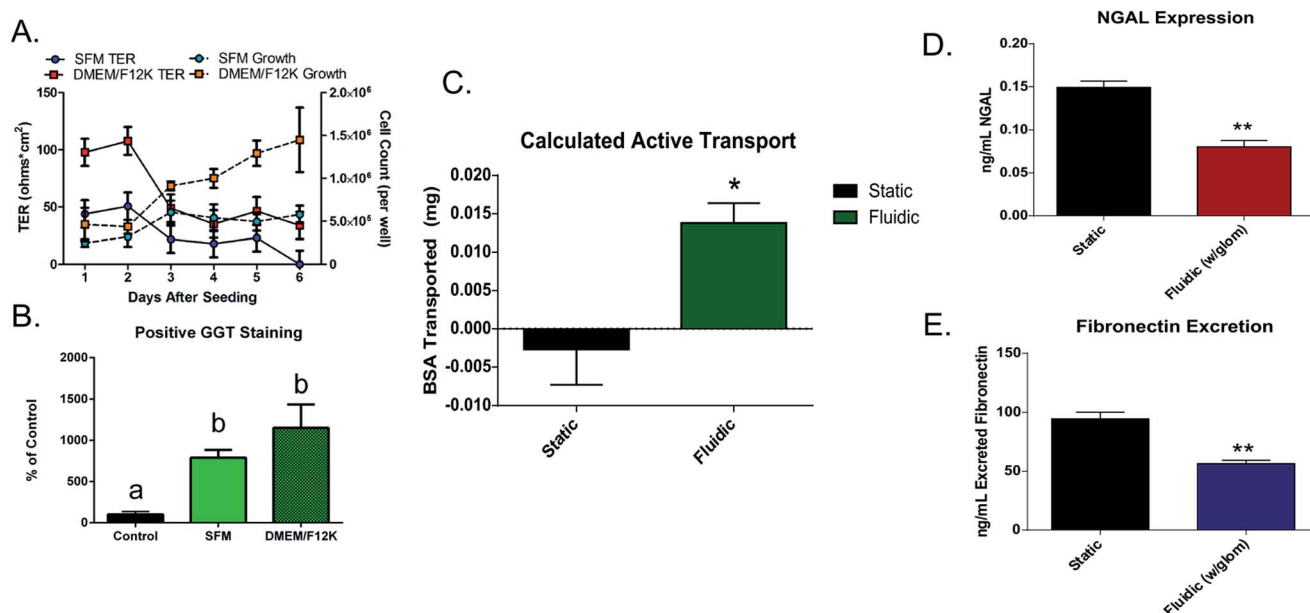 A.
SFM TER
SFM Growth
DMEM/F12K TER
DMEM/F12K Growth
150
100
50
0
TER (ohms*cm²)
2.0×10⁶
1.5×10⁶
1.0×10⁶
5.0×10⁵
0
Cell Count (per well)
1 2 3 4 5 6
Days After Seeding
B.
Positive GGT Staining
2000
1500
1000
500
0
% of Control
a
b
b
Control SFM DMEM/F12K
C.
Calculated Active Transport
0.020
0.015
0.010
0.005
0.000
-0.005
-0.010
BSA Transported (mg)
*
Static
Fluidic
Static
Fluidic
D.
NGAL Expression
0.20
0.15
0.10
0.05
0.00
ng/mL NGAL
**
Static
Fluidic (w/glom)
E.
Fibronectin Excretion
150
100
50
0
ng/mL Excreted Fibronectin
**
Static
Fluidic (w/glom)